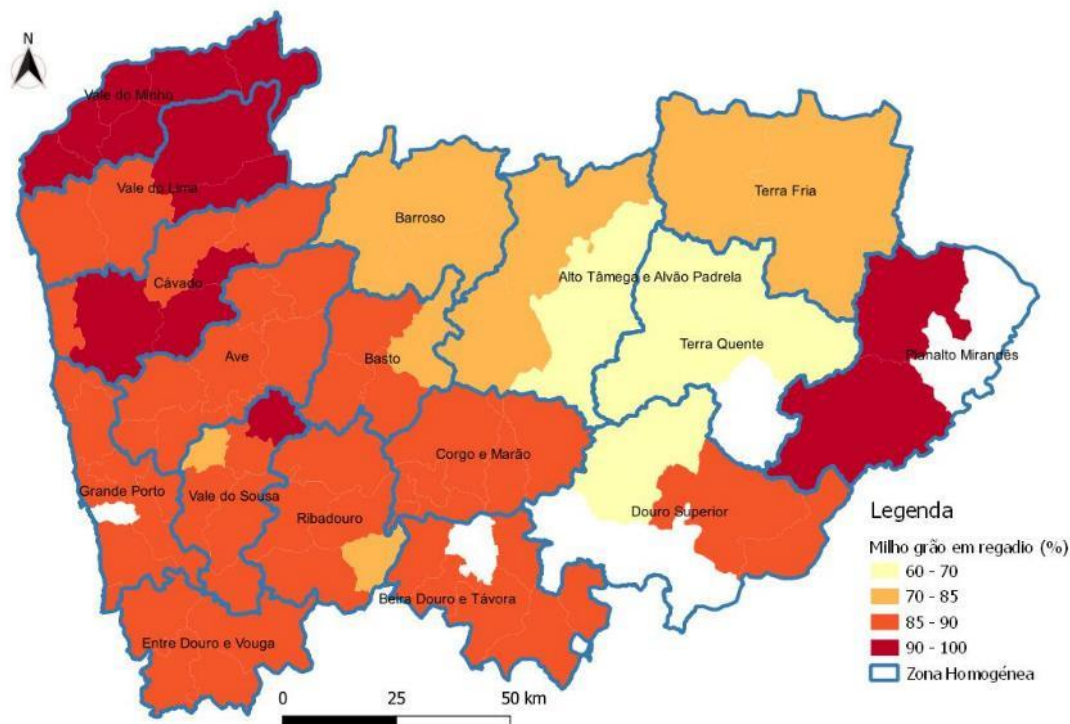 N
Vale do Minho
Vale do Lima
Terra Fria
Barroso
Alto Tâmega e Alvão Padrela
Cávado
Terra Quente
Planalto Mirandês
Ave
Basto
Corgo e Marão
Grande Porto
Vale do Sousa
Ribadouro
Douro Superior
Beira Douro e Távora
Entre Douro e Vouga
Legenda
Milho grão em regadio (%)
60 - 70
70 - 85
85 - 90
90 - 100
Zona Homogénea
0 25 50 km